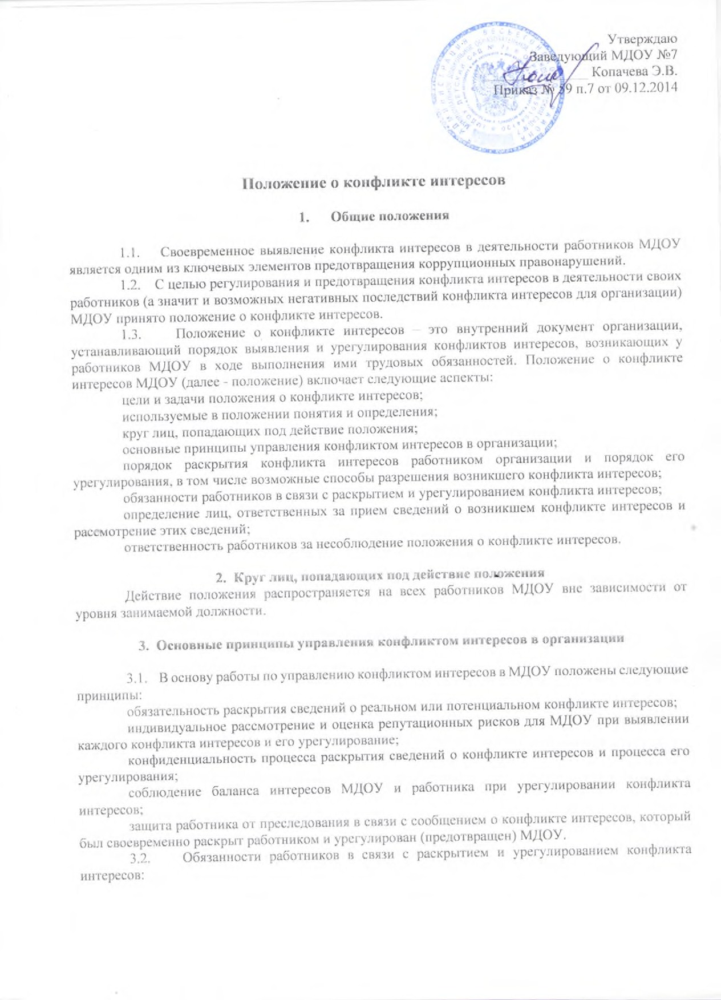 Утверждаю
Заведующий МДОУ №7
Копачева Э.В.
Приказ № 59 п.7 от 09.12.2014
Положение о конфликте интересов
1. Общие положения
1.1. Своевременное выявление конфликта интересов в деятельности работников МДОУ
является одним из ключевых элементов предотвращения коррупционных правонарушений.
1.2. С целью регулирования и предотвращения конфликта интересов в деятельности своих
работников (а значит и возможных негативных последствий конфликта интересов для организации)
МДОУ принято положение о конфликте интересов.
1.3. Положение о конфликте интересов – это внутренний документ организации,
устанавливающий порядок выявления и урегулирования конфликтов интересов, возникающих у
работников МДОУ в ходе выполнения ими трудовых обязанностей. Положение о конфликте
интересов МДОУ (далее - положение) включает следующие аспекты:
цели и задачи положения о конфликте интересов;
используемые в положении понятия и определения;
круг лиц, попадающих под действие положения;
основные принципы управления конфликтом интересов в организации;
порядок раскрытия конфликта интересов работником организации и порядок его
урегулирования, в том числе возможные способы разрешения возникшего конфликта интересов;
обязанности работников в связи с раскрытием и урегулированием конфликта интересов;
определение лиц, ответственных за прием сведений о возникшем конфликте интересов и
рассмотрение этих сведений;
ответственность работников за несоблюдение положения о конфликте интересов.
2. Круг лиц, попадающих под действие положения
Действие положения распространяется на всех работников МДОУ вне зависимости от
уровня занимаемой должности.
3. Основные принципы управления конфликтом интересов в организации
3.1. В основу работы по управлению конфликтом интересов в МДОУ положены следующие
принципы:
обязательность раскрытия сведений о реальном или потенциальном конфликте интересов;
индивидуальное рассмотрение и оценка репутационных рисков для МДОУ при выявлении
каждого конфликта интересов и его урегулирование;
конфиденциальность процесса раскрытия сведений о конфликте интересов и процесса его
урегулирования;
соблюдение баланса интересов МДОУ и работника при урегулировании конфликта
интересов;
защита работника от преследования в связи с сообщением о конфликте интересов, который
был своевременно раскрыт работником и урегулирован (предотвращен) МДОУ.
3.2. Обязанности работников в связи с раскрытием и урегулированием конфликта
интересов: